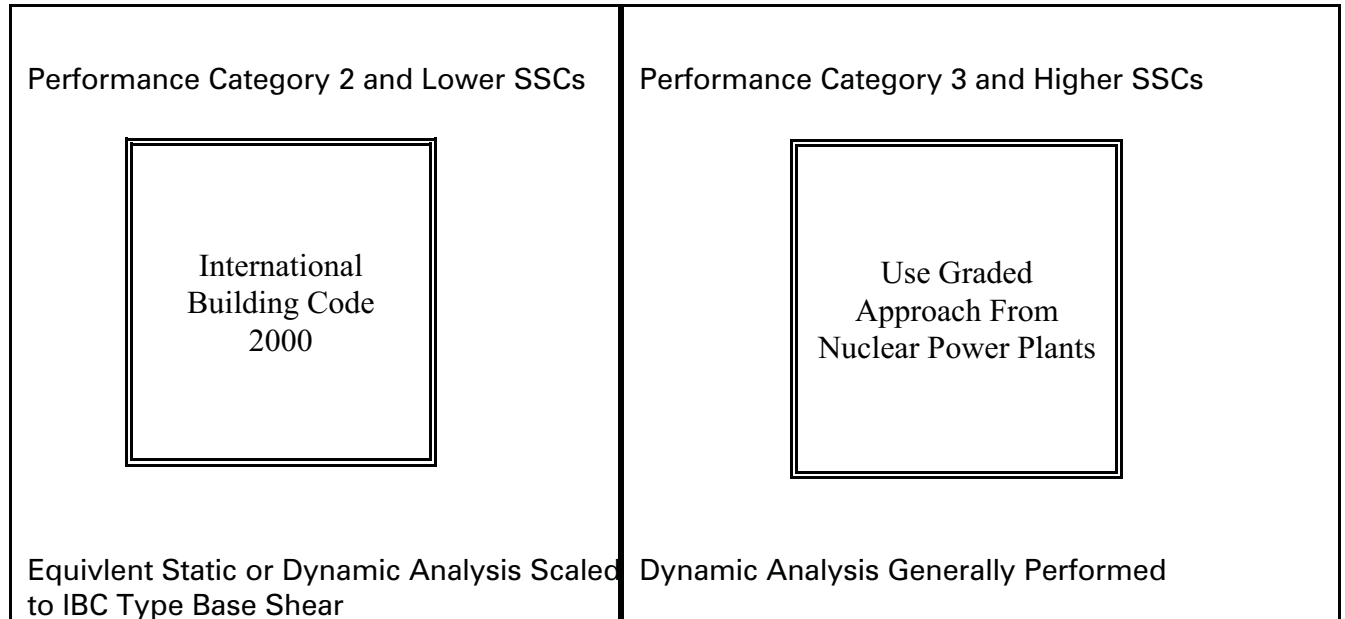 Performance Category 2 and Lower SSCs
International
Building Code
2000
Equivlent Static or Dynamic Analysis Scaled
to IBC Type Base Shear
Performance Category 3 and Higher SSCs
Use Graded
Approach From
Nuclear Power Plants
Dynamic Analysis Generally Performed